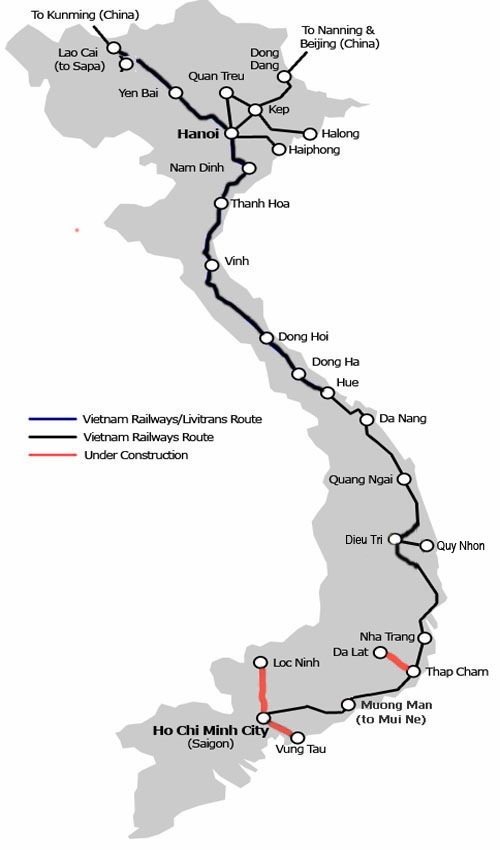 To Kunming (China)
To Nanning &
Beijing (China)
Lao Cai
(to Sapa)
Dong
Dang
Quan Treu
Yen Bai
Kep
Hanoi
Halong
Haiphong
Nam Dinh
Thanh Hoa
Vinh
Dong Hoi
Dong Ha
Hue
Vietnam Railways/Livitrans Route
Vietnam Railways Route
Under Construction
Da Nang
Quang Ngai
Dieu Tri
Quy Nhon
Nha Trang
Da Lat
Loc Ninh
Thap Cham
Muong Man
(to Mui Ne)
Ho Chi Minh City
(Saigon)
Vung Tau